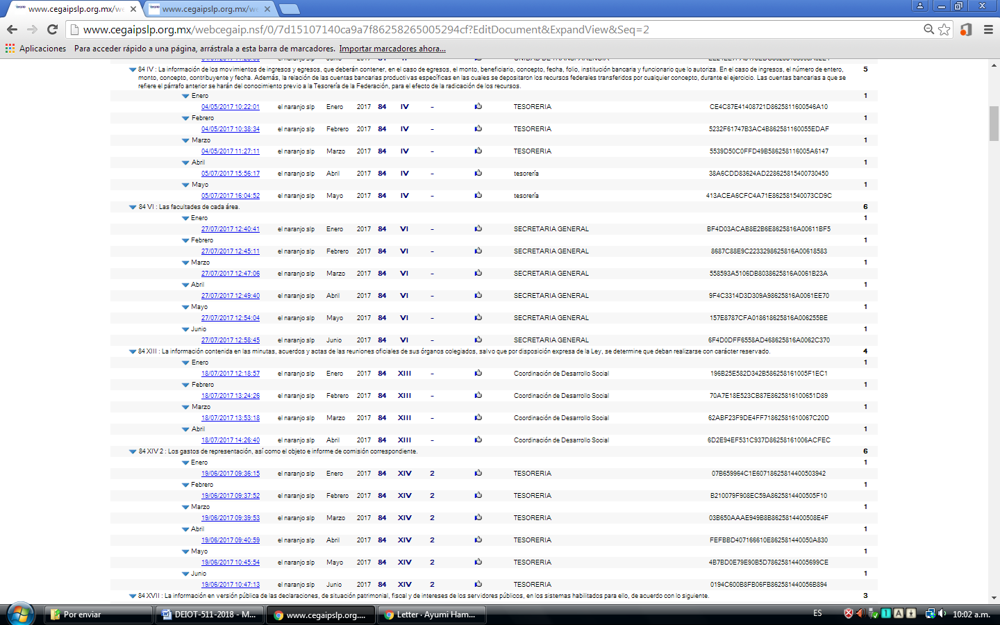 www.cegaipslp.org.mx/we
www.cegaipslp.org.mx/we
www.cegaipslp.org.mx/webcegaip.nsf/0/7d15107140ca9a7f86258265005294cf?EditDocument&ExpandView&Seq=2
Aplicaciones Para acceder rápido a una página, arrástrala a esta barra de marcadores. Importar marcadores ahora...
84 IV : La información de los movimientos de ingresos y egresos, que deberán contener, en el caso de egresos, el monto, beneficiario, concepto, fecha, folio, institución bancaria y funcionario que lo autoriza. En el caso de ingresos, el número de entero, 5
monto, concepto, contribuyente y fecha. Además, la relación de las cuentas bancarias productivas específicas en las cuales se depositaron los recursos federales transferidos por cualquier concepto, durante el ejercicio. Las cuentas bancarias a que se
refiere el párrafo anterior se harán del conocimiento previo a la Tesorería de la Federación, para el efecto de la radicación de los recursos.
Enero 1
04/05/2017 10:22:01 el naranjo slp Enero 2017 84 IV - TESORERIA CE4C87E41408721D8625811600546A10
Febrero 1
04/05/2017 10:38:34 el naranjo slp Febrero 2017 84 IV - TESORERIA 5232F61747B3AC4B862581160055EDAF
Marzo 1
04/05/2017 11:27:11 el naranjo slp Marzo 2017 84 IV - TESORERIA 5539D50C0FFD49B586258116005A6147
Abril 1
05/07/2017 15:56:17 el naranjo slp Abril 2017 84 IV - tesorería 38A6CDD83624AD228625815400730450
Mayo 1
05/07/2017 16:04:52 el naranjo slp Mayo 2017 84 IV - tesorería 413ACEA6CFC4A71E862581540073CD9C
84 VI : Las facultades de cada área. 6
Enero 1
27/07/2017 12:40:41 el naranjo slp Enero 2017 84 VI - SECRETARIA GENERAL BF4D03ACAB8E2B6E8625816A00611BF5
Febrero 1
27/07/2017 12:45:11 el naranjo slp Febrero 2017 84 VI - SECRETARIA GENERAL 8687C88E9C2233298625816A00618583
Marzo 1
27/07/2017 12:47:06 el naranjo slp Marzo 2017 84 VI - SECRETARIA GENERAL 558593A5106DB8038625816A0061B23A
Abril 1
27/07/2017 12:49:40 el naranjo slp Abril 2017 84 VI - SECRETARIA GENERAL 9F4C3314D3D309A98625816A0061EE70
Mayo 1
27/07/2017 12:54:04 el naranjo slp Mayo 2017 84 VI - SECRETARIA GENERAL 157E8787CFA018618625816A006255BE
Junio 1
27/07/2017 12:58:45 el naranjo slp Junio 2017 84 VI - SECRETARIA GENERAL 6F4D0DFF6558AD468625816A0062C370
84 XIII : La información contenida en las minutas, acuerdos y actas de las reuniones oficiales de sus órganos colegiados, salvo que por disposición expresa de la Ley, se determine que deban realizarse con carácter reservado. 4
Enero 1
18/07/2017 12:18:57 el naranjo slp Enero 2017 84 XIII - Coordinación de Desarrollo Social 196B25E582D342B586258161005F1EC1
Febrero 1
18/07/2017 13:24:26 el naranjo slp Febrero 2017 84 XIII - Coordinación de Desarrollo Social 70A7E18E523CB87E8625816100651D89
Marzo 1
18/07/2017 13:53:18 el naranjo slp Marzo 2017 84 XIII - Coordinación de Desarrollo Social 62ABF23F9DE4FF71862581610067C20D
Abril 1
18/07/2017 14:26:40 el naranjo slp Abril 2017 84 XIII - Coordinación de Desarrollo Social 6D2E94EF531C937D86258161006ACFEC
84 XIV 2 : Los gastos de representación, así como el objeto e informe de comisión correspondiente. 6
Enero 1
19/06/2017 09:36:15 el naranjo slp Enero 2017 84 XIV 2 TESORERIA 07B659964C1E60718625814400503942
Febrero 1
19/06/2017 09:37:52 el naranjo slp Febrero 2017 84 XIV 2 TESORERIA B210079F908EC59A8625814400505F10
Marzo 1
19/06/2017 09:39:53 el naranjo slp Marzo 2017 84 XIV 2 TESORERIA 03B650AAAE949B8B8625814400508E4F
Abril 1
19/06/2017 09:40:59 el naranjo slp Abril 2017 84 XIV 2 TESORERIA FEFBBD407166610E862581440050A830
Mayo 1
19/06/2017 10:45:54 el naranjo slp Mayo 2017 84 XIV 2 TESORERIA 4B7BD0E79E90B5D786258144005699CE
Junio 1
19/06/2017 10:47:13 el naranjo slp Junio 2017 84 XIV 2 TESORERIA 0194C600B8FB06FB862581440056B894
84 XVII : La información en versión pública de las declaraciones, de situación patrimonial, fiscal y de intereses de los servidores públicos, en los sistemas habilitados para ello, de acuerdo con lo siguiente. 3
Por enviar DEIOT-511-2018 - M... www.cegaipslp.org.... Letter · Ayumi Ham... ES 10:02 a.m.